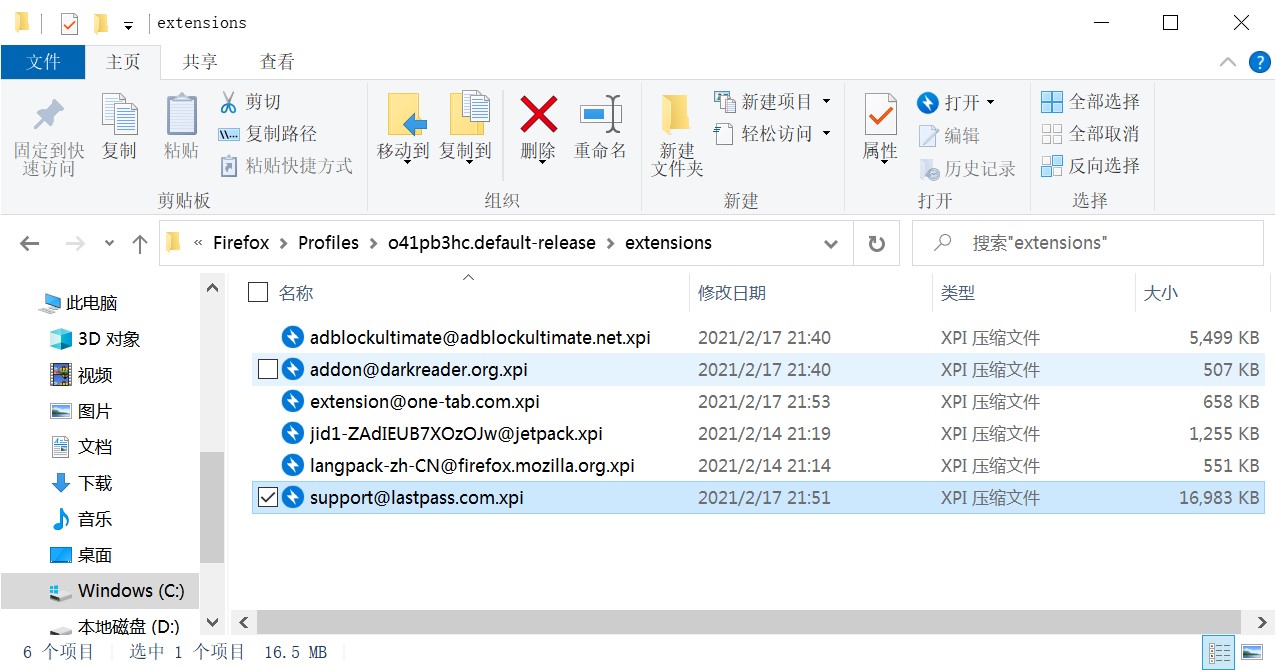 extensions
文件 主页 共享 查看
固定到快速访问
复制
粘贴
剪切
复制路径
粘贴快捷方式
剪贴板
移动到
复制到
删除
重命名
组织
新建文件夹
新建项目
轻松访问
新建
属性
打开
编辑
历史记录
打开
全部选择
全部取消
反向选择
选择
« Firefox > Profiles > o41pb3hc.default-release > extensions
搜索"extensions"
此电脑
3D 对象
视频
图片
文档
下载
音乐
桌面
Windows (C:)
本地磁盘 (D:)
名称 修改日期 类型 大小
adblockultimate@adblockultimate.net.xpi 2021/2/17 21:40 XPI 压缩文件 5,499 KB
addon@darkreader.org.xpi 2021/2/17 21:40 XPI 压缩文件 507 KB
extension@one-tab.com.xpi 2021/2/17 21:53 XPI 压缩文件 658 KB
jid1-ZAdIEUB7XOzOJw@jetpack.xpi 2021/2/14 21:19 XPI 压缩文件 1,255 KB
langpack-zh-CN@firefox.mozilla.org.xpi 2021/2/14 21:14 XPI 压缩文件 551 KB
support@lastpass.com.xpi 2021/2/17 21:51 XPI 压缩文件 16,983 KB
6 个项目 选中 1 个项目 16.5 MB